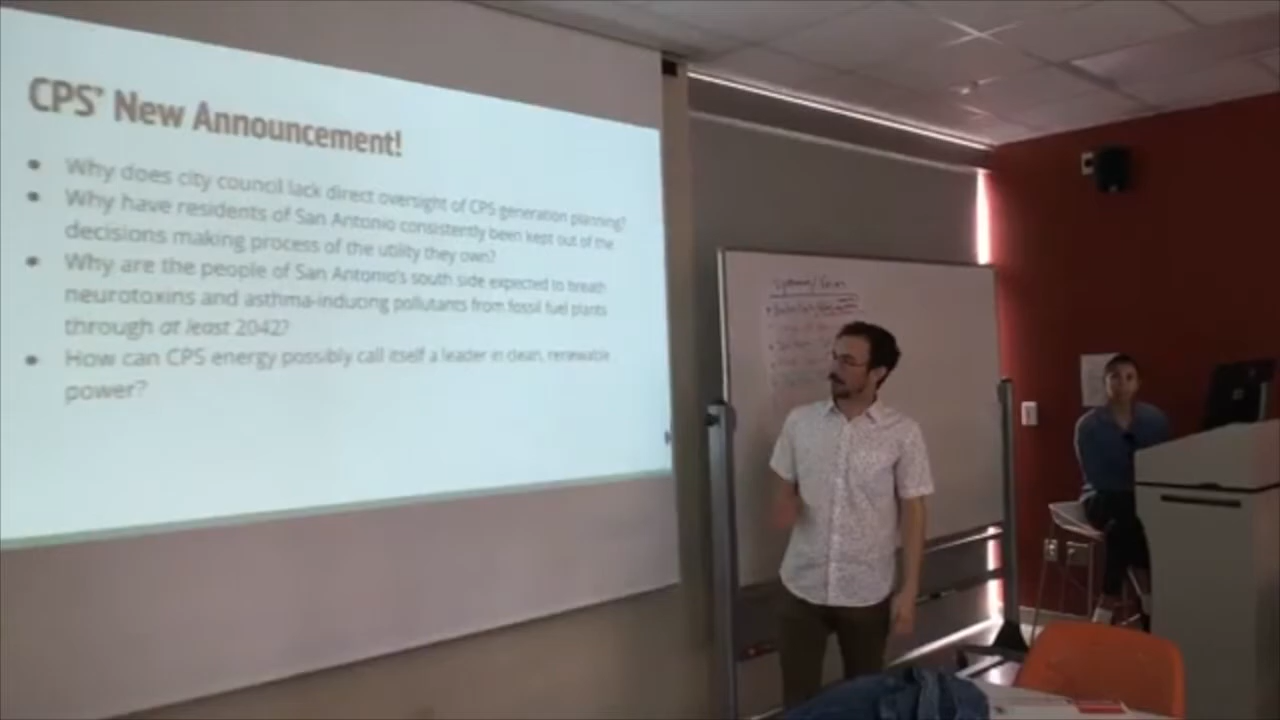 CPS' New Announcement!
Why does city council lack direct oversight of CPS generation planning?
Why have residents of San Antonio consistently been kept out of the
decisions making process of the utility they own?
Why are the people of San Antonio's south side expected to breath
neurotoxins and asthma-inducing pollutants from fossil fuel plants
through at least 2042?
How can CPS energy possibly call itself a leader in clean, renewable
power?